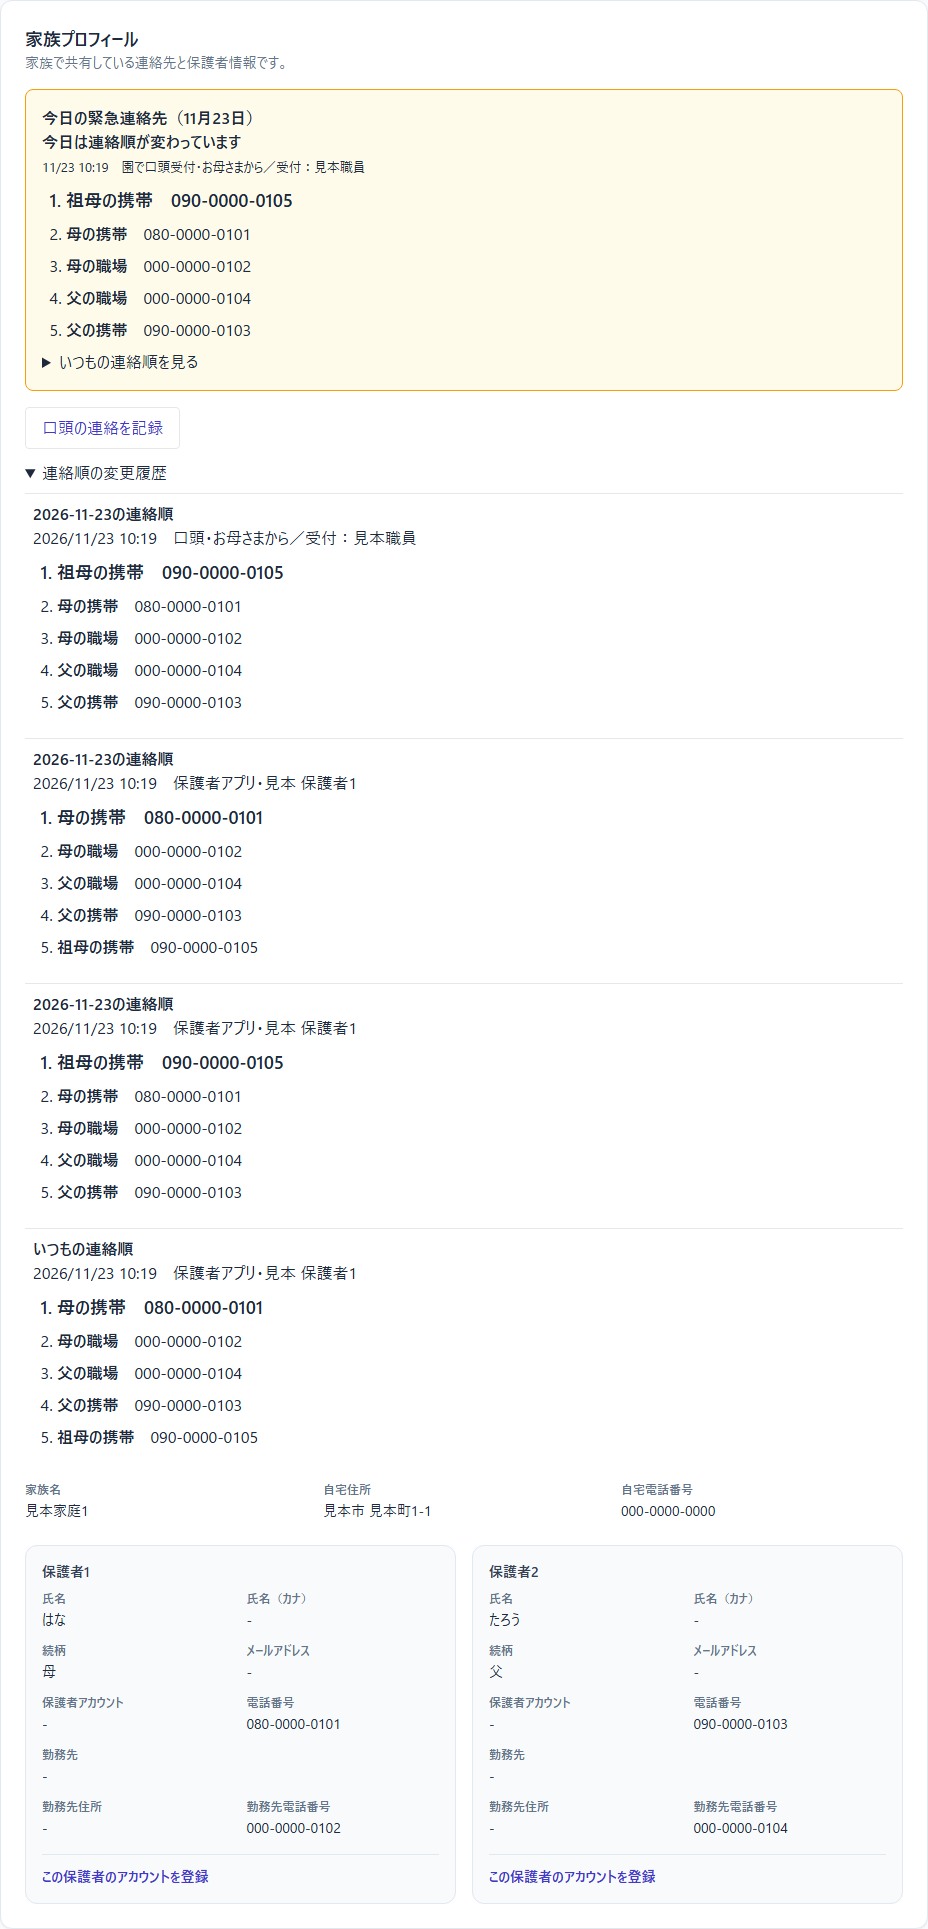 家族プロフィール
家族で共有している連絡先と保護者情報です。
今日の緊急連絡先（11月23日）
今日は連絡順が変わっています
11/23 10:19　園で口頭受付・お母さまから／受付：見本職員
1. 祖母の携帯　090-0000-0105
2. 母の携帯　080-0000-0101
3. 母の職場　000-0000-0102
4. 父の職場　000-0000-0104
5. 父の携帯　090-0000-0103
▶ いつもの連絡順を見る
口頭の連絡を記録
▼ 連絡順の変更履歴
2026-11-23の連絡順
2026/11/23 10:19　口頭・お母さまから／受付：見本職員
1. 祖母の携帯　090-0000-0105
2. 母の携帯　080-0000-0101
3. 母の職場　000-0000-0102
4. 父の職場　000-0000-0104
5. 父の携帯　090-0000-0103
2026-11-23の連絡順
2026/11/23 10:19　保護者アプリ・見本 保護者1
1. 母の携帯　080-0000-0101
2. 母の職場　000-0000-0102
3. 父の職場　000-0000-0104
4. 父の携帯　090-0000-0103
5. 祖母の携帯　090-0000-0105
2026-11-23の連絡順
2026/11/23 10:19　保護者アプリ・見本 保護者1
1. 祖母の携帯　090-0000-0105
2. 母の携帯　080-0000-0101
3. 母の職場　000-0000-0102
4. 父の職場　000-0000-0104
5. 父の携帯　090-0000-0103
いつもの連絡順
2026/11/23 10:19　保護者アプリ・見本 保護者1
1. 母の携帯　080-0000-0101
2. 母の職場　000-0000-0102
3. 父の職場　000-0000-0104
4. 父の携帯　090-0000-0103
5. 祖母の携帯　090-0000-0105
家族名　自宅住所　自宅電話番号
見本家庭1　見本市 見本町1-1　000-0000-0000
保護者1
氏名　氏名（カナ）
はな　-
続柄　メールアドレス
母　-
保護者アカウント　電話番号
-　080-0000-0101
勤務先
-
勤務先住所　勤務先電話番号
-　000-0000-0102
この保護者のアカウントを登録
保護者2
氏名　氏名（カナ）
たろう　-
続柄　メールアドレス
父　-
保護者アカウント　電話番号
-　090-0000-0103
勤務先
-
勤務先住所　勤務先電話番号
-　000-0000-0104
この保護者のアカウントを登録